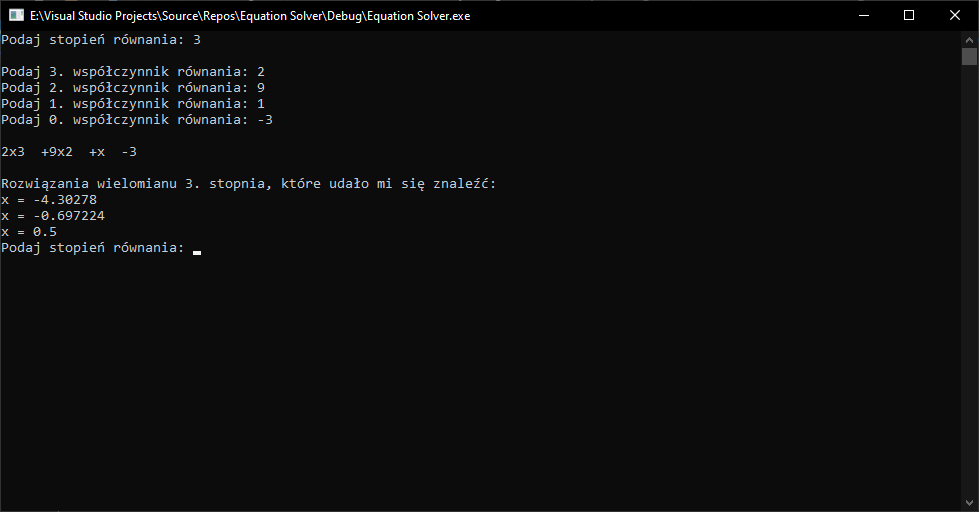 E:\Visual Studio Projects\Source\Repos\Equation Solver\Debug\Equation Solver.exe
Podaj stopień równania: 3
Podaj 3. współczynnik równania: 2
Podaj 2. współczynnik równania: 9
Podaj 1. współczynnik równania: 1
Podaj 0. współczynnik równania: -3
2x3  +9x2  +x  -3
Rozwiązania wielomianu 3. stopnia, które udało mi się znaleźć:
x = -4.30278
x = -0.697224
x = 0.5
Podaj stopień równania: